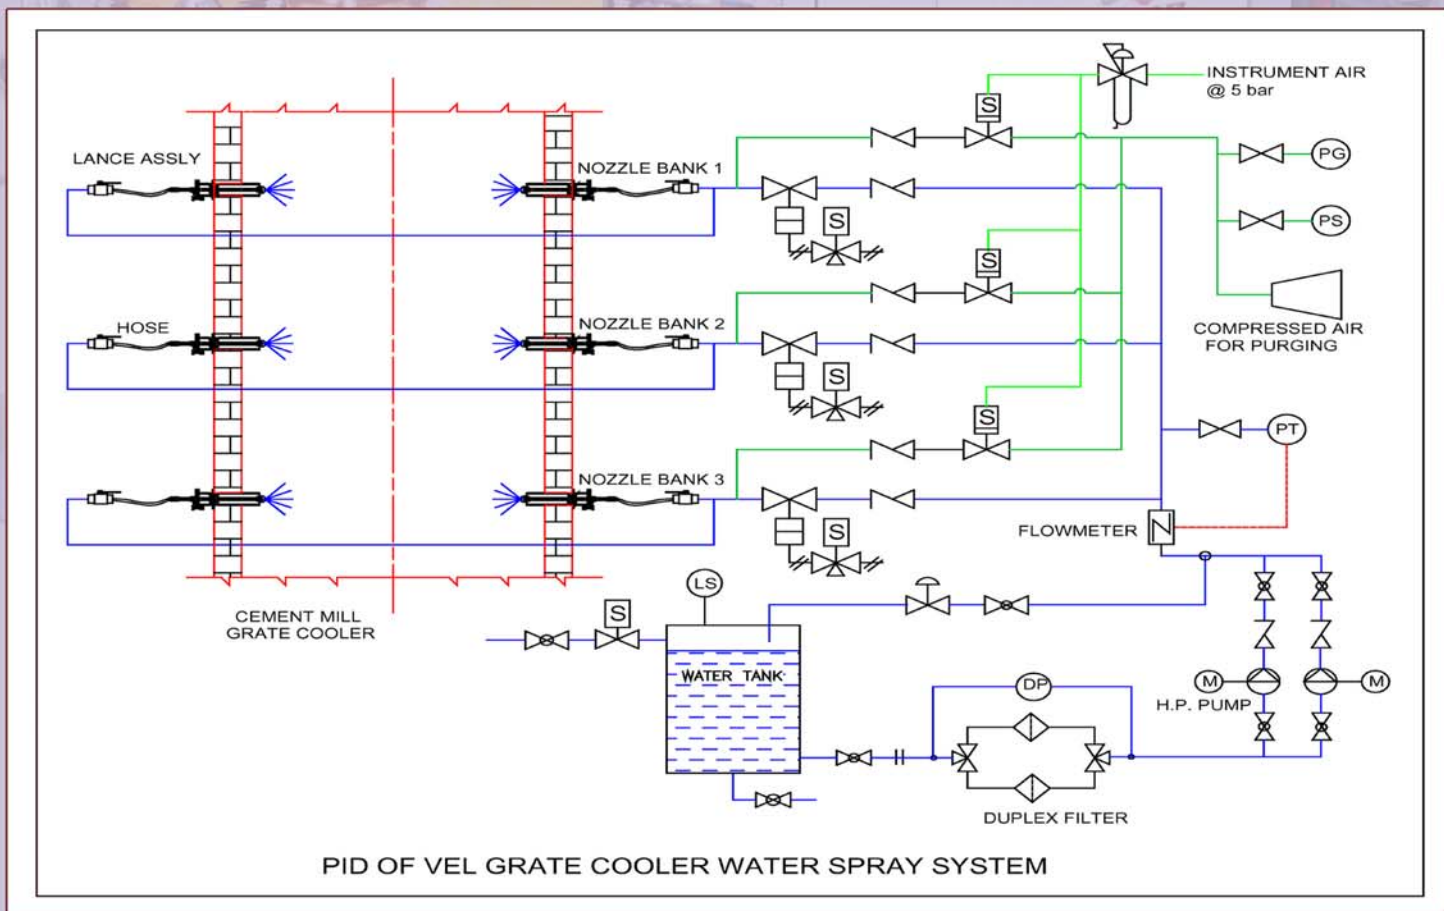 INSTRUMENT AIR
@ 5 bar
S
LANCE ASSLY
NOZZLE BANK 1
PG
S
PS
S
HOSE
NOZZLE BANK 2
COMPRESSED AIR
FOR PURGING
S
S
PT
NOZZLE BANK 3
S
FLOWMETER
LS
CEMENT MILL
GRATE COOLER
S
WATER TANK
DP
M
M
H.P. PUMP
DUPLEX FILTER
PID OF VEL GRATE COOLER WATER SPRAY SYSTEM